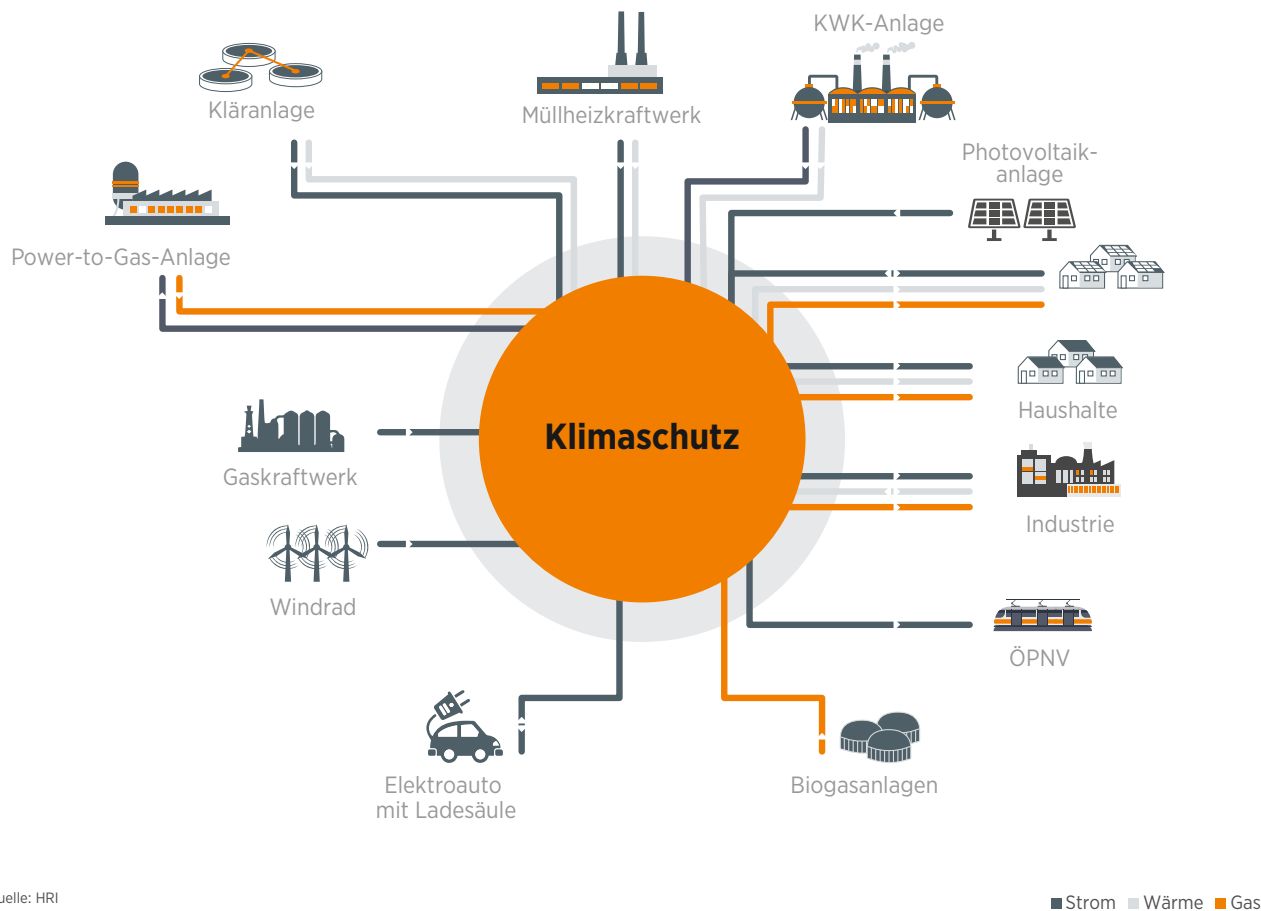 KWK-Anlage
Kläranlage
Müllheizkraftwerk
Photovoltaik-
anlage
Power-to-Gas-Anlage
Haushalte
Klimaschutz
Gaskraftwerk
Industrie
Windrad
ÖPNV
Elektroauto
mit Ladesäule
Biogasanlagen
uelle: HRI
Strom Wärme Gas